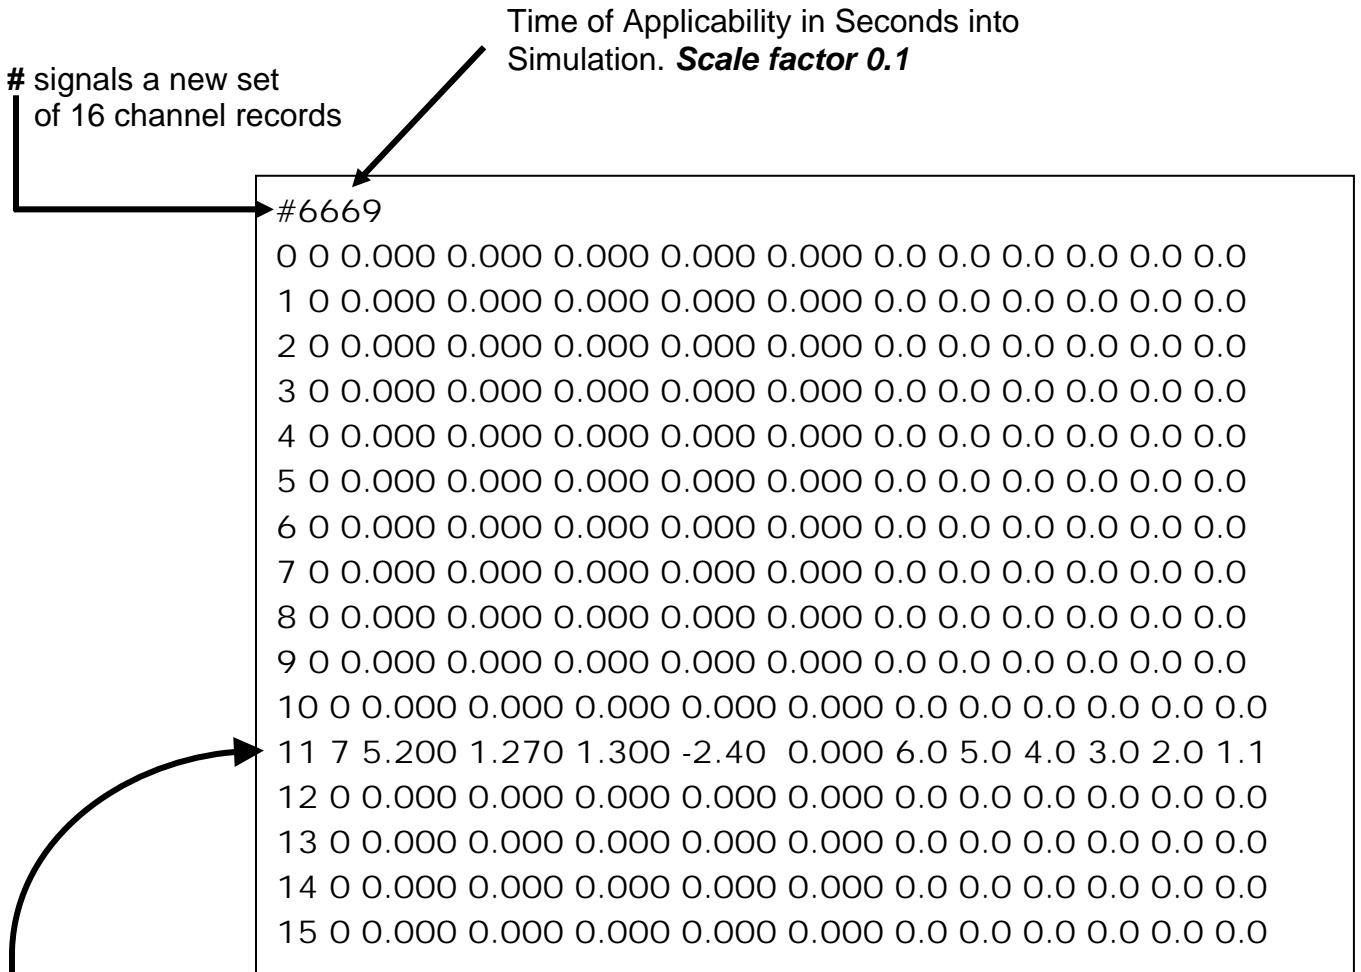 Time of Applicability in Seconds into
Simulation. Scale factor 0.1
# signals a new set
of 16 channel records
#6669
0 0 0.000 0.000 0.000 0.000 0.000 0.0 0.0 0.0 0.0 0.0 0.0
1 0 0.000 0.000 0.000 0.000 0.000 0.0 0.0 0.0 0.0 0.0 0.0
2 0 0.000 0.000 0.000 0.000 0.000 0.0 0.0 0.0 0.0 0.0 0.0
3 0 0.000 0.000 0.000 0.000 0.000 0.0 0.0 0.0 0.0 0.0 0.0
4 0 0.000 0.000 0.000 0.000 0.000 0.0 0.0 0.0 0.0 0.0 0.0
5 0 0.000 0.000 0.000 0.000 0.000 0.0 0.0 0.0 0.0 0.0 0.0
6 0 0.000 0.000 0.000 0.000 0.000 0.0 0.0 0.0 0.0 0.0 0.0
7 0 0.000 0.000 0.000 0.000 0.000 0.0 0.0 0.0 0.0 0.0 0.0
8 0 0.000 0.000 0.000 0.000 0.000 0.0 0.0 0.0 0.0 0.0 0.0
9 0 0.000 0.000 0.000 0.000 0.000 0.0 0.0 0.0 0.0 0.0 0.0
10 0 0.000 0.000 0.000 0.000 0.000 0.0 0.0 0.0 0.0 0.0 0.0
11 7 5.200 1.270 1.300 -2.40  0.000 6.0 5.0 4.0 3.0 2.0 1.1
12 0 0.000 0.000 0.000 0.000 0.000 0.0 0.0 0.0 0.0 0.0 0.0
13 0 0.000 0.000 0.000 0.000 0.000 0.0 0.0 0.0 0.0 0.0 0.0
14 0 0.000 0.000 0.000 0.000 0.000 0.0 0.0 0.0 0.0 0.0 0.0
15 0 0.000 0.000 0.000 0.000 0.000 0.0 0.0 0.0 0.0 0.0 0.0